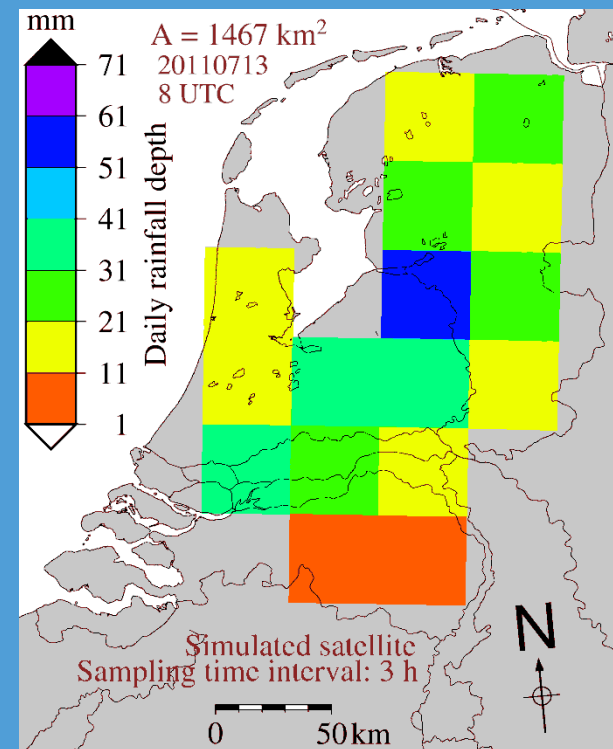 mm
A = 1467 km²
20110713
8 UTC
71
61
51
41
31
21
11
1
Daily rainfall depth
N
Simulated satellite
Sampling time interval: 3 h
0 50 km